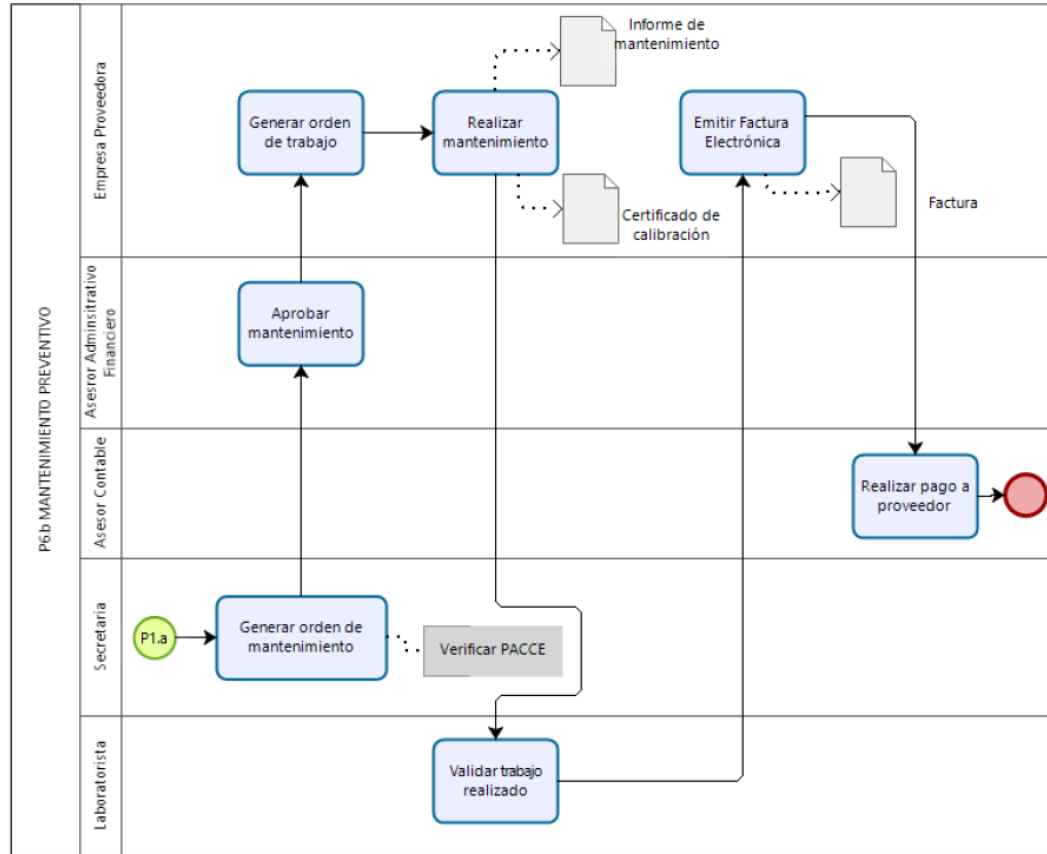 P6.b MANTENIMIENTO PREVENTIVO
Empresa Proveedora
Informe de
mantenimiento
Generar orden
de trabajo
Realizar
mantenimiento
Emitir Factura
Electrónica
Certificado de
calibración
Factura
Asesror Adminsitrativo
Financiero
Aprobar
mantenimiento
Asesor Contable
Realizar pago a
proveedor
Secretaria
P1.a
Generar orden de
mantenimiento
Verificar PACCE
Laboratorista
Validar trabajo
realizado